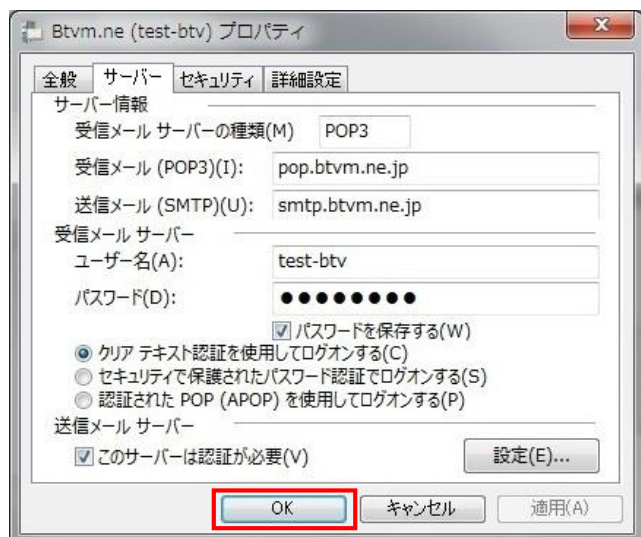 Btvm.ne (test-btv) プロパティ
全般 サーバー セキュリティ 詳細設定
サーバー情報
受信メール サーバーの種類(M) POP3
受信メール (POP3)(I): pop.btvm.ne.jp
送信メール (SMTP)(U): smtp.btvm.ne.jp
受信メール サーバー
ユーザー名(A): test-btv
パスワード(D): ●●●●●●●●
パスワードを保存する(W)
クリア テキスト認証を使用してログオンする(C)
セキュリティで保護されたパスワード認証でログオンする(S)
認証された POP (APOP) を使用してログオンする(P)
送信メール サーバー
このサーバーは認証が必要(V) 設定(E)...
OK キャンセル 適用(A)